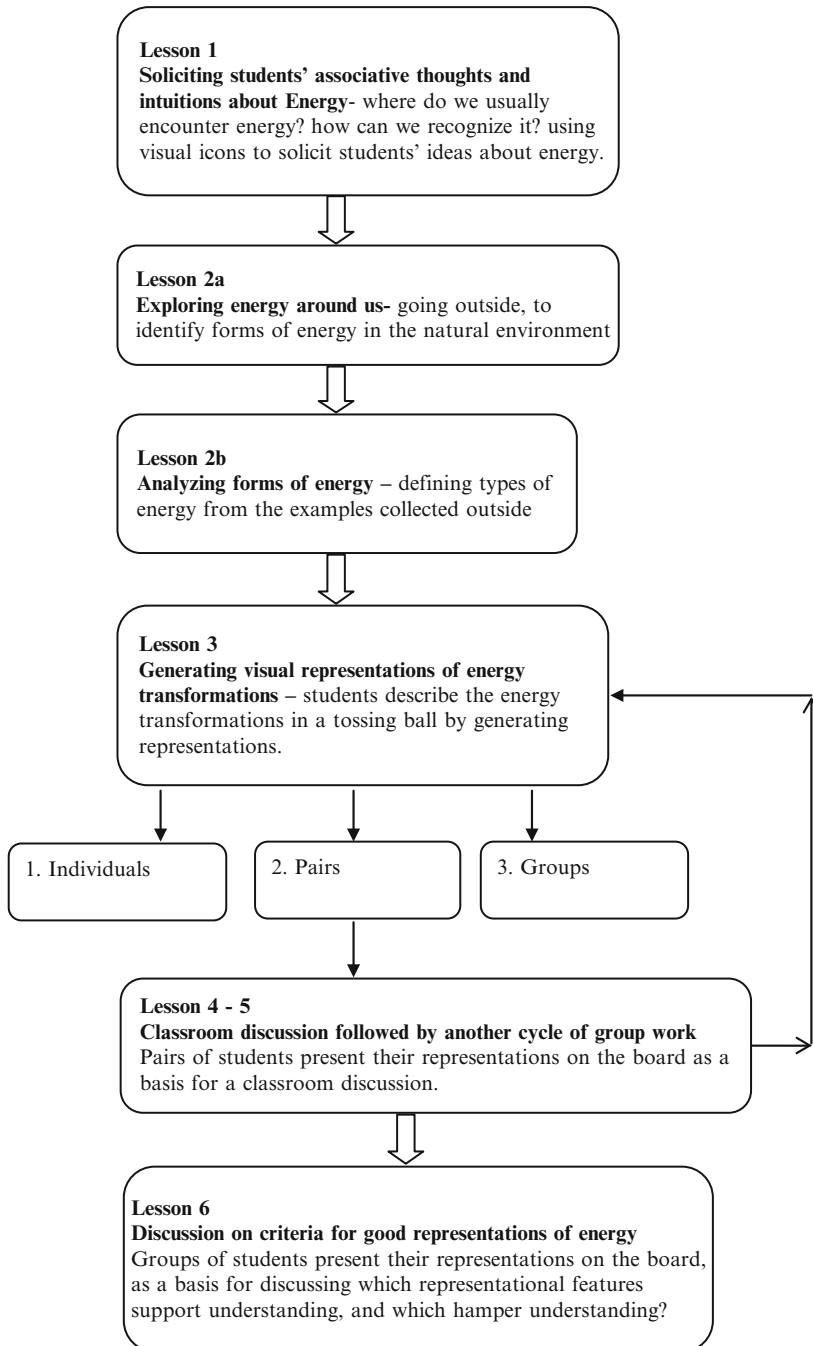 Lesson 1
Soliciting students’ associative thoughts and
intuitions about Energy- where do we usually
encounter energy? how can we recognize it? using
visual icons to solicit students’ ideas about energy.
Lesson 2a
Exploring energy around us- going outside, to
identify forms of energy in the natural environment
Lesson 2b
Analyzing forms of energy – defining types of
energy from the examples collected outside
Lesson 3
Generating visual representations of energy
transformations – students describe the energy
transformations in a tossing ball by generating
representations.
1. Individuals
2. Pairs
3. Groups
Lesson 4 - 5
Classroom discussion followed by another cycle of group work
Pairs of students present their representations on the board as a
basis for a classroom discussion.
Lesson 6
Discussion on criteria for good representations of energy
Groups of students present their representations on the board,
as a basis for discussing which representational features
support understanding, and which hamper understanding?